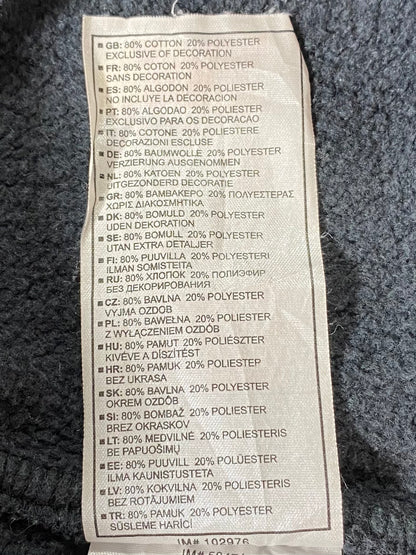 GB: 80% COTTON 20% POLYESTER
EXCLUSIVE OF DECORATION
FR: 80% COTON 20% POLYESTER
SANS DECORATION
ES: 80% ALGODON 20% POLIESTER
NO INCLUYE LA DECORACION
PT: 80% ALGODAO 20% POLIESTER
EXCLUSIVO PARA OS DECORACAO
IT: 80% COTONE 20% POLIESTERE
DECORAZIONI ESCLUSE
DE: 80% BAUMWOLLE 20% POLYESTER
VERZIERUNG AUSGENOMMEN
NL: 80% KATOEN 20% POLYESTER
UITGEZONDERD DECORATIE
GR: 80% BAMBAKEPO 20% ΠΟΛΥΕΣΤΕΡΑΣ
ΧΩΡΙΣ ΔΙΑΚΟΣΜΗΤΙΚΑ
DK: 80% BOMULD 20% POLYESTER
UDEN DEKORATION
SE: 80% BOMULL 20% POLYESTER
UTAN EXTRA DETALJER
FI: 80% PUUVILLA 20% POLYESTERI
ILMAN SOMISTEITA
RU: 80% ХЛОПОК 20% ПОЛИЭФИР
БЕЗ ДЕКОРИРОВАНИЯ
CZ: 80% BAVLNA 20% POLYESTER
VYJMA OZDOB
PL: 80% BAWEŁNA 20% POLIESTER
Z WYŁĄCZENIEM OZDÓB
HU: 80% PAMUT 20% POLIÉSZTER
KIVÉVE A DÍSZÍTÉST
HR: 80% PAMUK 20% POLIESTER
BEZ UKRASA
SK: 80% BAVLNA 20% POLYESTER
OKREM OZDÔB
SI: 80% BOMBAŽ 20% POLIESTER
BREZ OKRASKOV
LT: 80% MEDVILNĖ 20% POLIESTERIS
BE PAPUOŠIMŲ
EE: 80% PUUVILL 20% POLÜESTER
ILMA KAUNISTUSTETA
LV: 80% KOKVILNA 20% POLIESTERIS
BEZ ROTĀJUMIEM
TR: 80% PAMUK 20% POLYESTER
SÜSLEME HARİCİ
IM# 102976